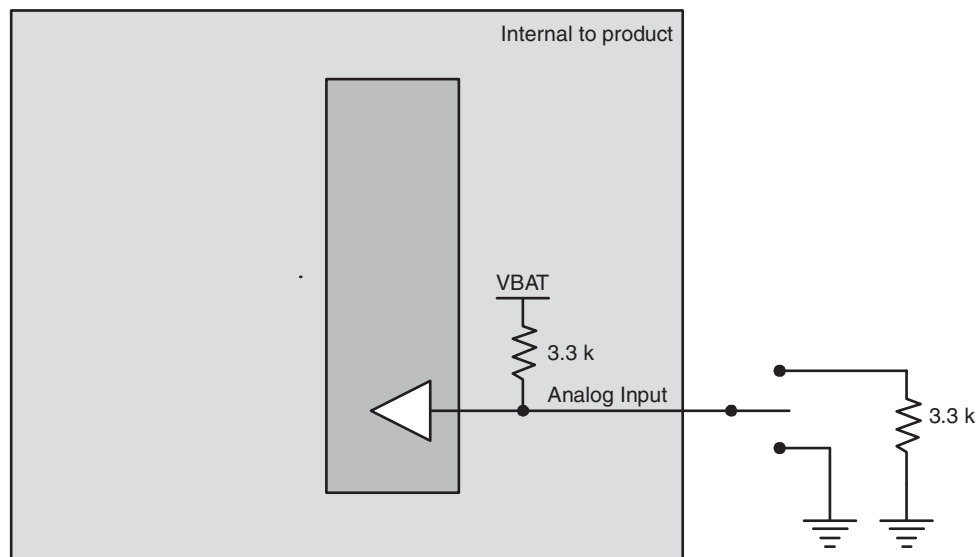 Internal to product
VBAT
3.3 k
Analog Input
3.3 k